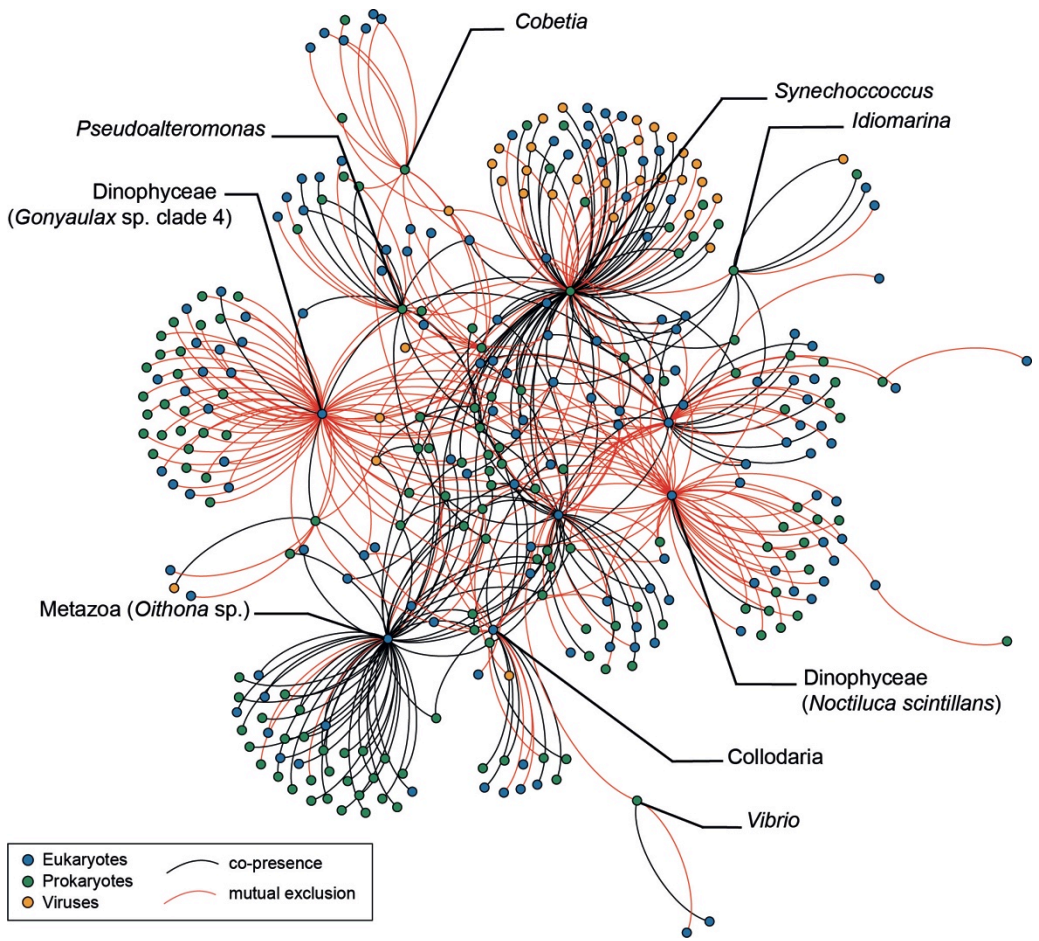 Cobetia
Synechoccoccus
Idiomarina
Pseudoalteromonas
Dinophyceae
(Gonyaulax sp. clade 4)
Metazoa (Oithona sp.)
Dinophyceae
(Noctiluca scintillans)
Collodaria
Vibrio
Eukaryotes
Prokaryotes
Viruses
co-presence
mutual exclusion